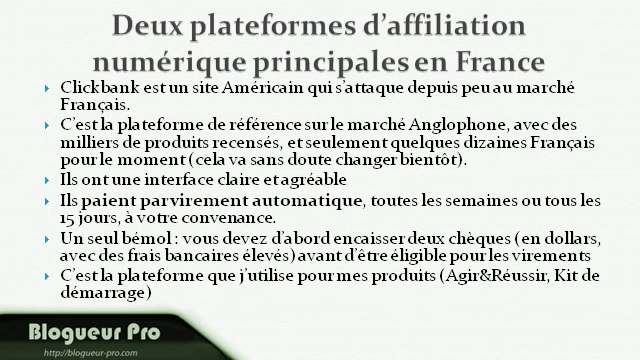 Deux plateformes d’affiliation
numérique principales en France
Clickbank est un site Américain qui s’attaque depuis peu au marché
Français.
C’est la plateforme de référence sur le marché Anglophone, avec des
milliers de produits recensés, et seulement quelques dizaines Français
pour le moment (cela va sans doute changer bientôt).
Ils ont une interface claire et agréable
Ils paient par virement automatique, toutes les semaines ou tous les
15 jours, à votre convenance.
Un seul bémol : vous devez d’abord encaisser deux chèques (en dollars,
avec des frais bancaires élevés) avant d’être éligible pour les virements
C’est la plateforme que j’utilise pour mes produits (Agir&Réussir, Kit de
démarrage)
Blogueur Pro
http://blogueur-pro.com